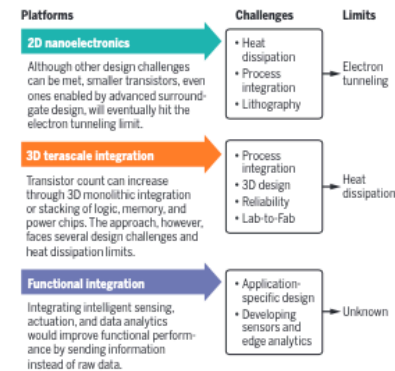 Platforms
Challenges
Limits
2D nanoelectronics
Although other design challenges
can be met, smaller transistors, even
ones enabled by advanced surround-
gate design, will eventually hit the
electron tunneling limit.
• Heat
dissipation
• Process
integration
• Lithography
Electron
tunneling
3D terascale integration
Transistor count can increase
through 3D monolithic integration
or stacking of logic, memory, and
power chips. The approach, however,
faces several design challenges and
heat dissipation limits.
• Process
integration
• 3D design
• Reliability
• Lab-to-Fab
Heat
dissipation
Functional integration
Integrating intelligent sensing,
actuation, and data analytics
would improve functional perform-
ance by sending information
instead of raw data.
• Application-
specific design
• Developing
sensors and
edge analytics
Unknown